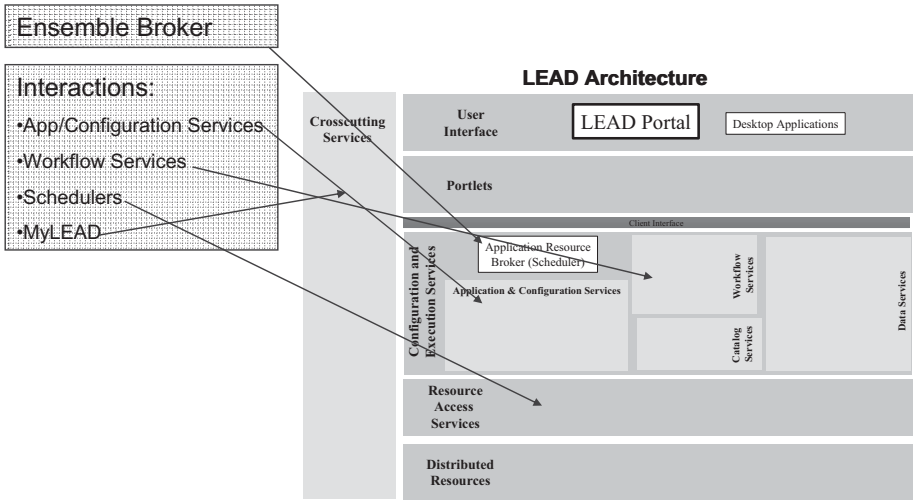 Ensemble Broker
Interactions:
•App/Configuration Services
•Workflow Services
•Schedulers
•MyLEAD
LEAD Architecture
Crosscutting
Services
User
Interface
LEAD Portal
Desktop Applications
Portlets
Client Interface
Configuration and
Execution Services
Application Resource
Broker (Scheduler)
Application & Configuration Services
Workflow
Services
Catalog
Services
Data Services
Resource
Access
Services
Distributed
Resources